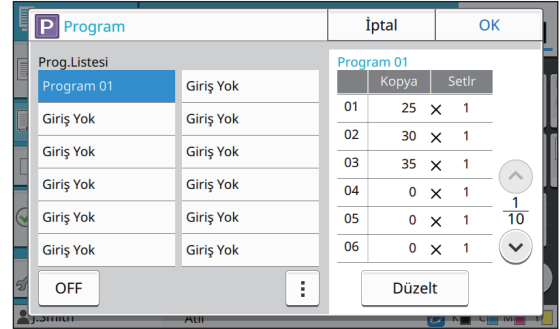 P Program İptal OK
Prog.Listesi
Program 01 Giriş Yok
Giriş Yok Giriş Yok
Giriş Yok Giriş Yok
Giriş Yok Giriş Yok
Giriş Yok Giriş Yok
Giriş Yok Giriş Yok
OFF
Program 01
Kopya Setlr
01 25 × 1
02 30 × 1
03 35 × 1
04 0 × 1
05 0 × 1
06 0 × 1
1
10
Düzelt
J.Smith Atıl K C M Y